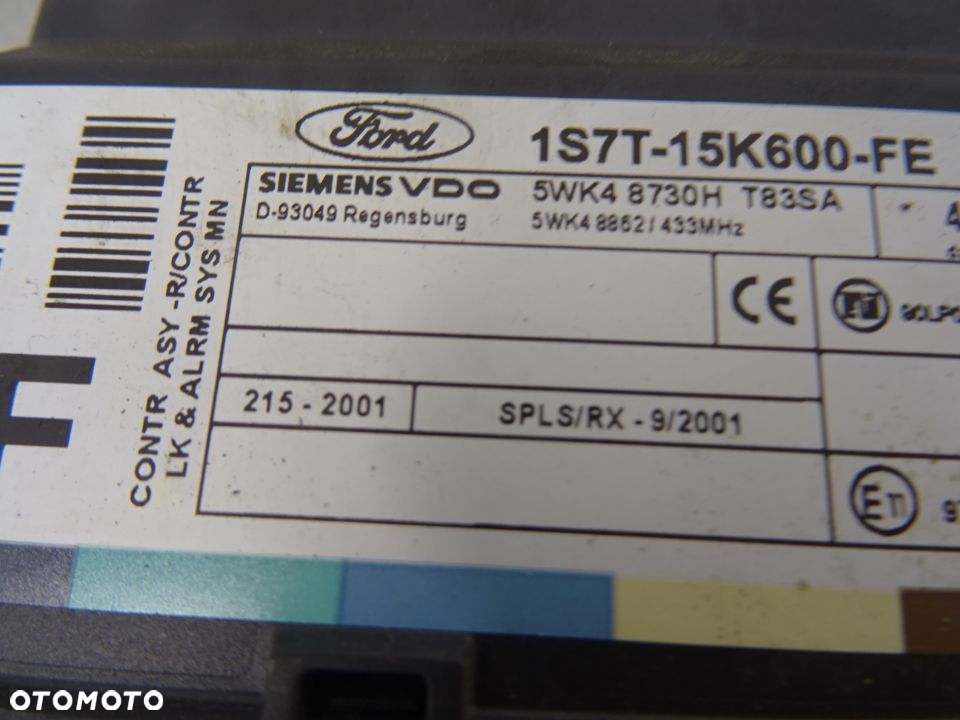 Ford
1S7T-15K600-FE
SIEMENS VDO
D-93049 Regensburg
5WK4 8730H T83SA
5WK4 8862 / 433MHz
CONTR ASY -R/CONTR
LK & ALRM SYS MN
CE
215 - 2001
SPLS/RX - 9/2001
E11
OTOMOTO